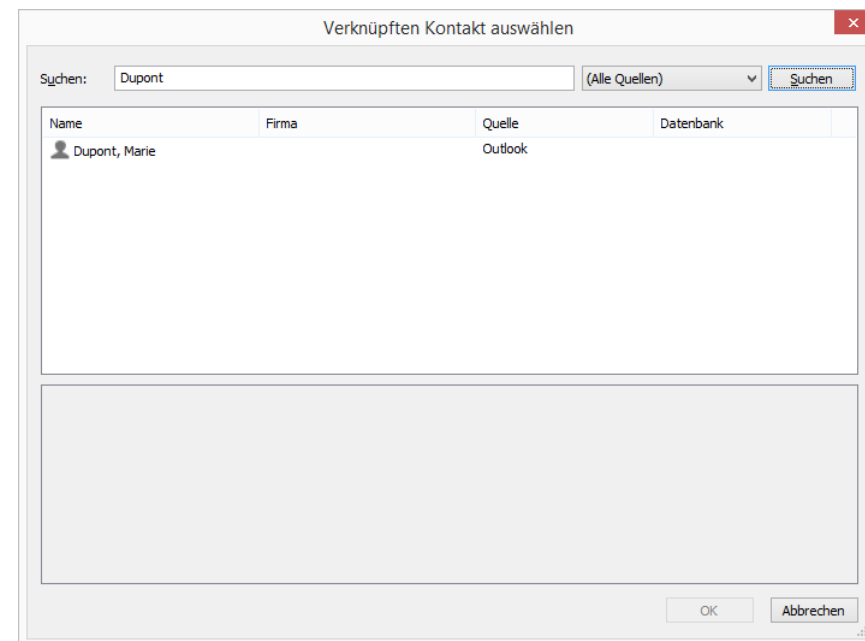 Verknüpften Kontakt auswählen
Suchen: Dupont (Alle Quellen) Suchen
Name Firma Quelle Datenbank
Dupont, Marie Outlook
OK Abbrechen